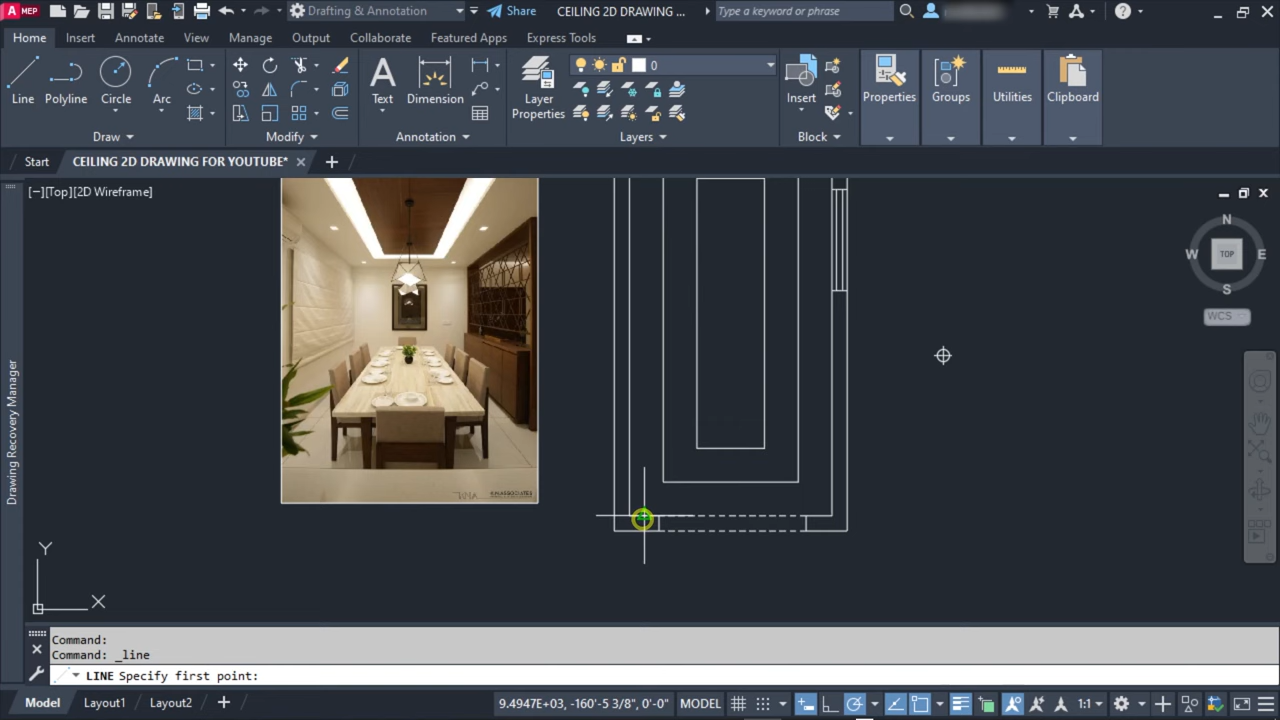 MEP
Drafting & Annotation
Share
CEILING 2D DRAWING ...
Type a keyword or phrase
Home Insert Annotate View Manage Output Collaborate Featured Apps Express Tools
0
Line Polyline Circle Arc
Text Dimension
Layer Properties
Insert
Properties Groups Utilities Clipboard
Draw Modify Annotation Layers Block
Start CEILING 2D DRAWING FOR YOUTUBE*
[−][Top][2D Wireframe]
N
W TOP E
S
WCS
Drawing Recovery Manager
Y
X
Command:
Command: _line
LINE Specify first point:
Model Layout1 Layout2
9.4947E+03, -160'-5 3/8", 0'-0" MODEL
1:1